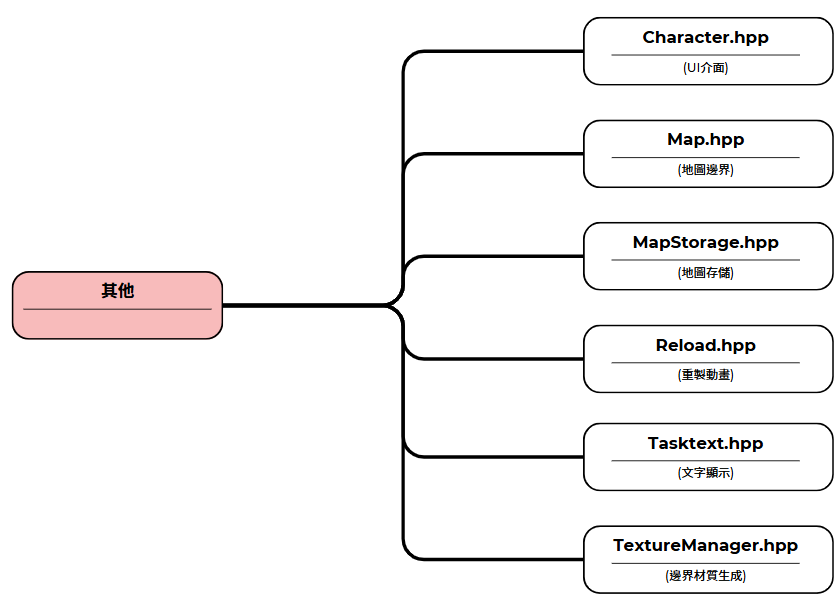 其他
Character.hpp
(UI介面)
Map.hpp
(地圖邊界)
MapStorage.hpp
(地圖存儲)
Reload.hpp
(重製動畫)
Tasktext.hpp
(文字顯示)
TextureManager.hpp
(邊界材質生成)